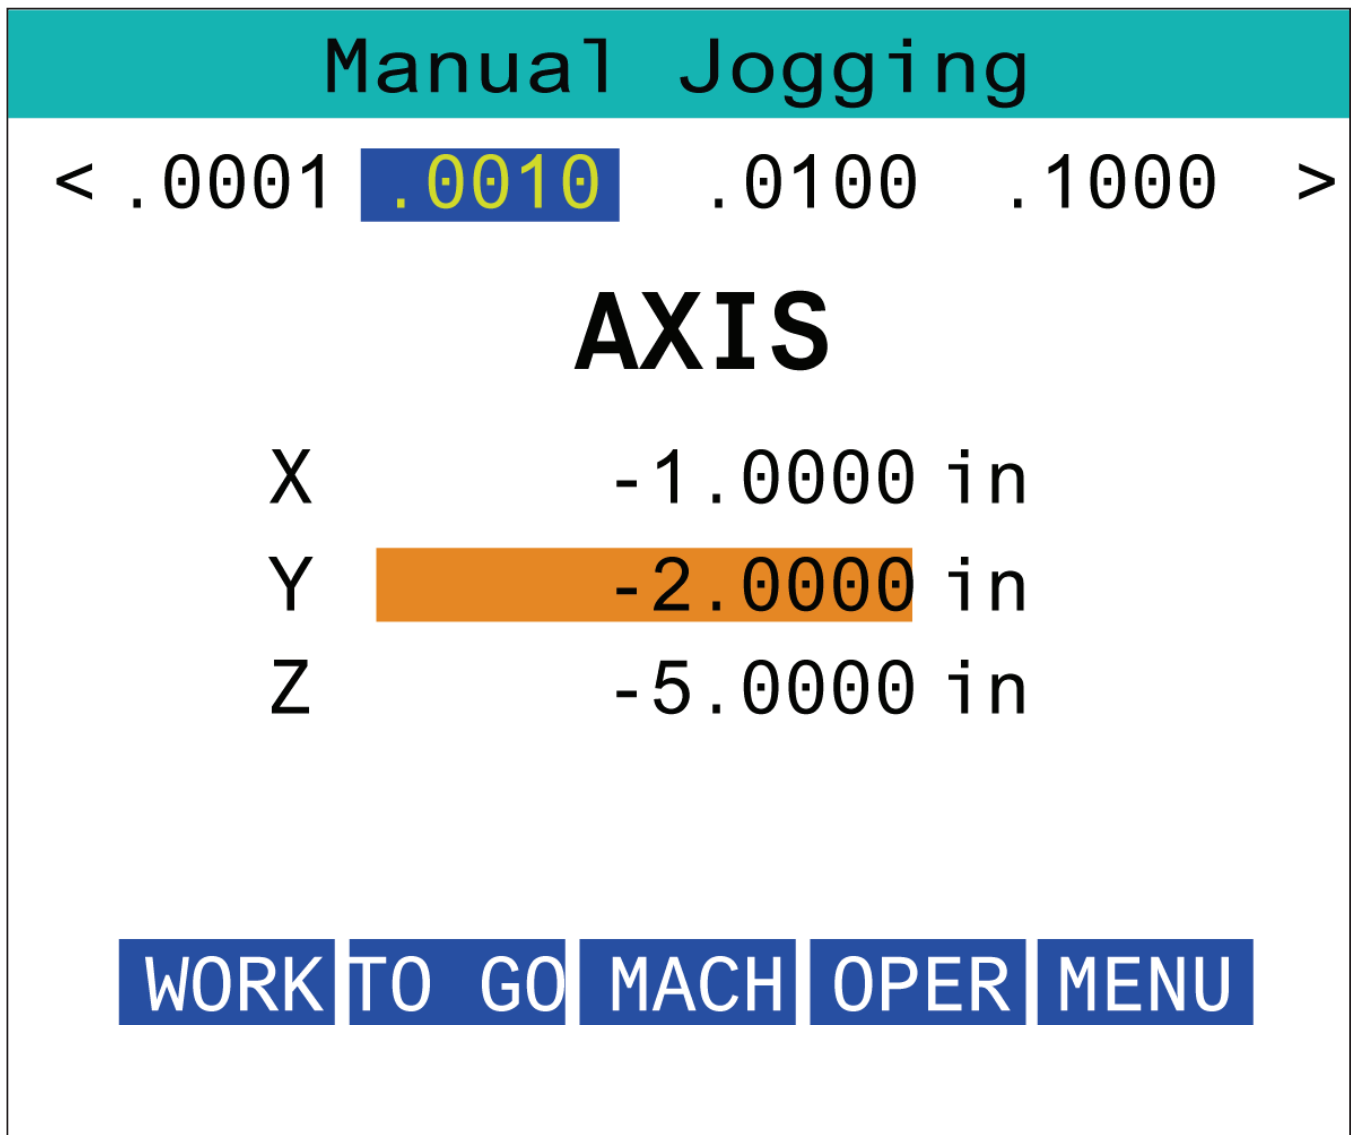 Manual Jogging
< .0001 .0010 .0100 .1000 >
AXIS
X -1.0000 in
Y -2.0000 in
Z -5.0000 in
WORK TO GO MACH OPER MENU